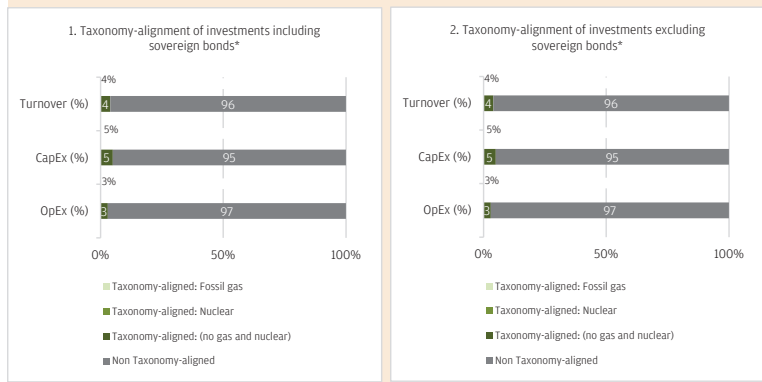 1. Taxonomy-alignment of investments including
sovereign bonds*
4%
Turnover (%)
4
96
5%
CapEx (%)
5
95
3%
OpEx (%)
3
97
0%
50%
100%
Taxonomy-aligned: Fossil gas
Taxonomy-aligned: Nuclear
Taxonomy-aligned: (no gas and nuclear)
Non Taxonomy-aligned
2. Taxonomy-alignment of investments excluding
sovereign bonds*
4%
Turnover (%)
4
96
5%
CapEx (%)
5
95
3%
OpEx (%)
3
97
0%
50%
100%
Taxonomy-aligned: Fossil gas
Taxonomy-aligned: Nuclear
Taxonomy-aligned: (no gas and nuclear)
Non Taxonomy-aligned